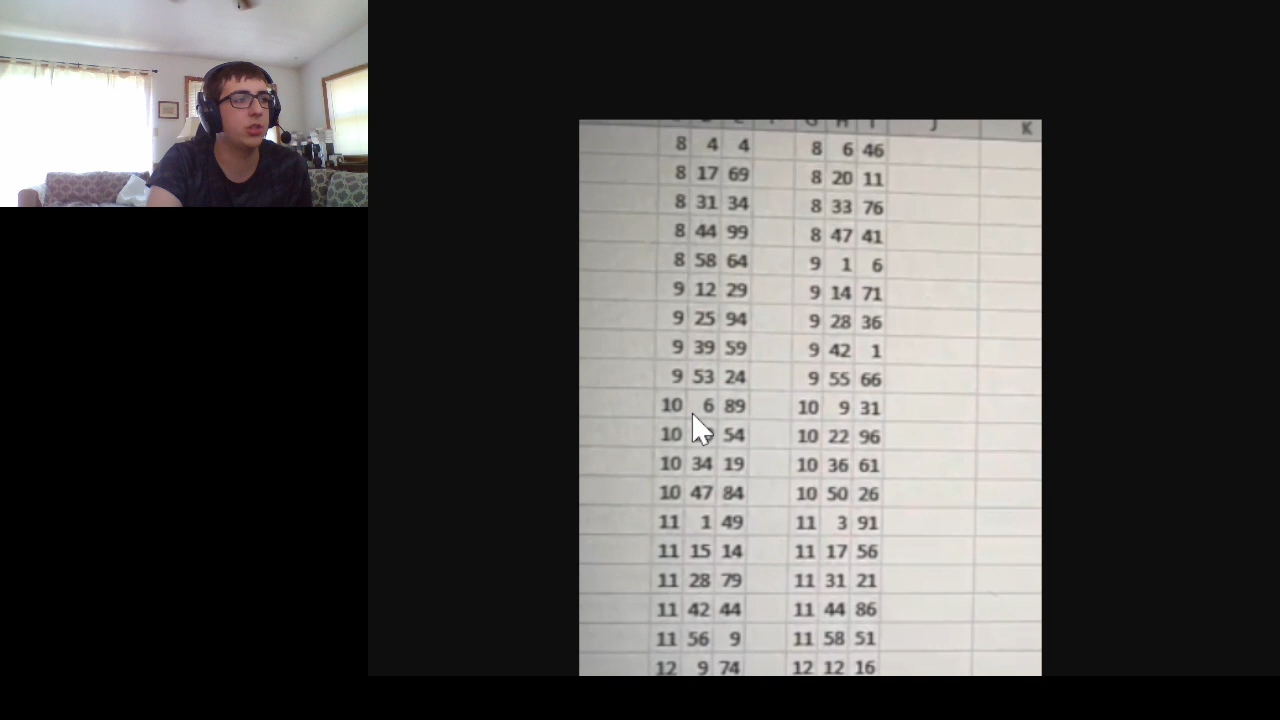 G H I J K
8 4 4 8 6 46
8 17 69 8 20 11
8 31 34 8 33 76
8 44 99 8 47 41
8 58 64 9 1 6
9 12 29 9 14 71
9 25 94 9 28 36
9 39 59 9 42 1
9 53 24 9 55 66
10 6 89 10 9 31
10 54 10 22 96
10 34 19 10 36 61
10 47 84 10 50 26
11 1 49 11 3 91
11 15 14 11 17 56
11 28 79 11 31 21
11 42 44 11 44 86
11 56 9 11 58 51
12 9 74 12 12 16